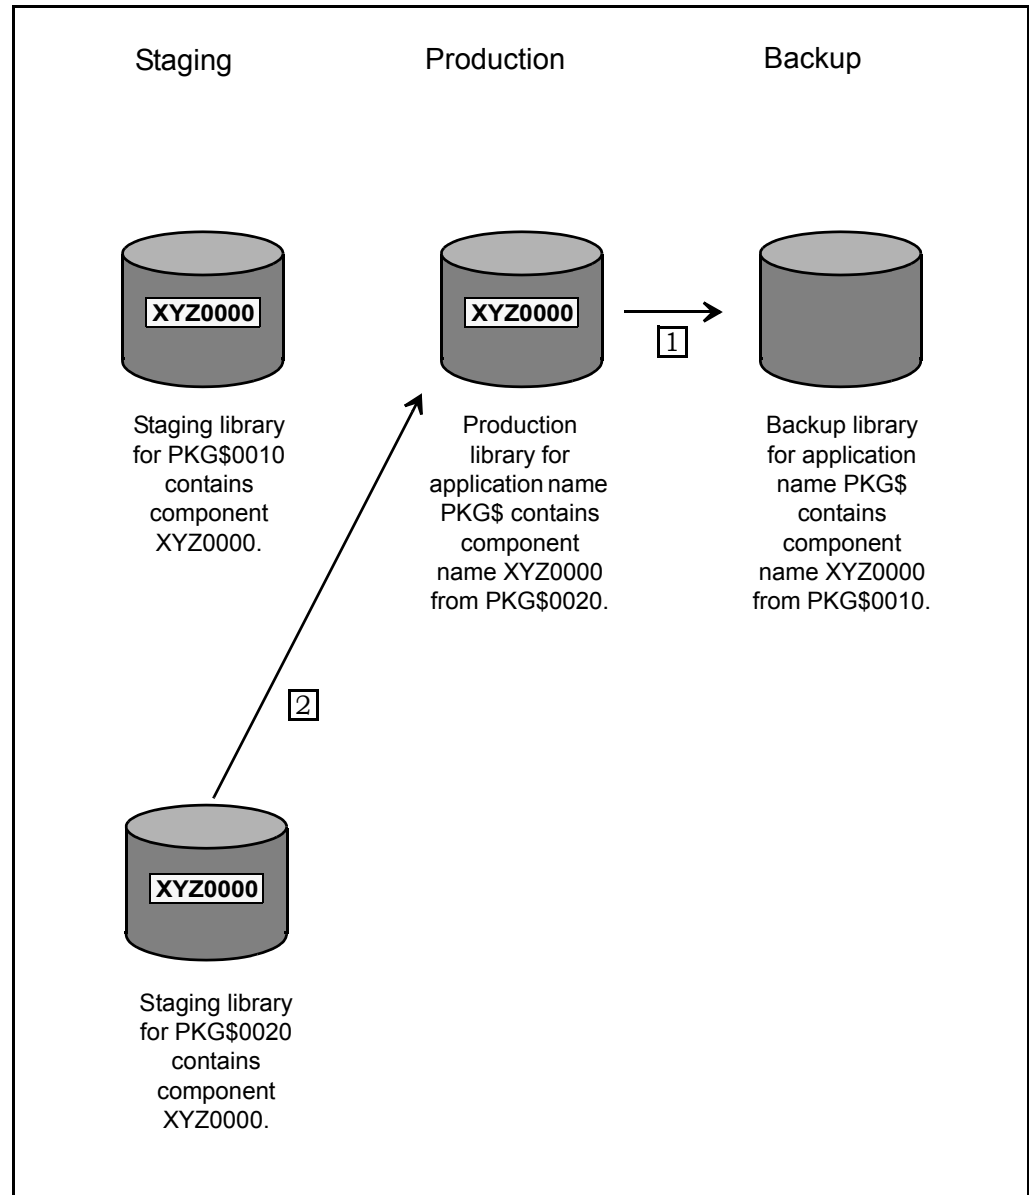 Staging
Production
Backup
XYZ0000
XYZ0000
1
Staging library
for PKG$0010
contains
component
XYZ0000.
Production
library for
application name
PKG$ contains
component
name XYZ0000
from PKG$0020.
Backup library
for application
name PKG$
contains
component
name XYZ0000
from PKG$0010.
2
XYZ0000
Staging library
for PKG$0020
contains
component
XYZ0000.